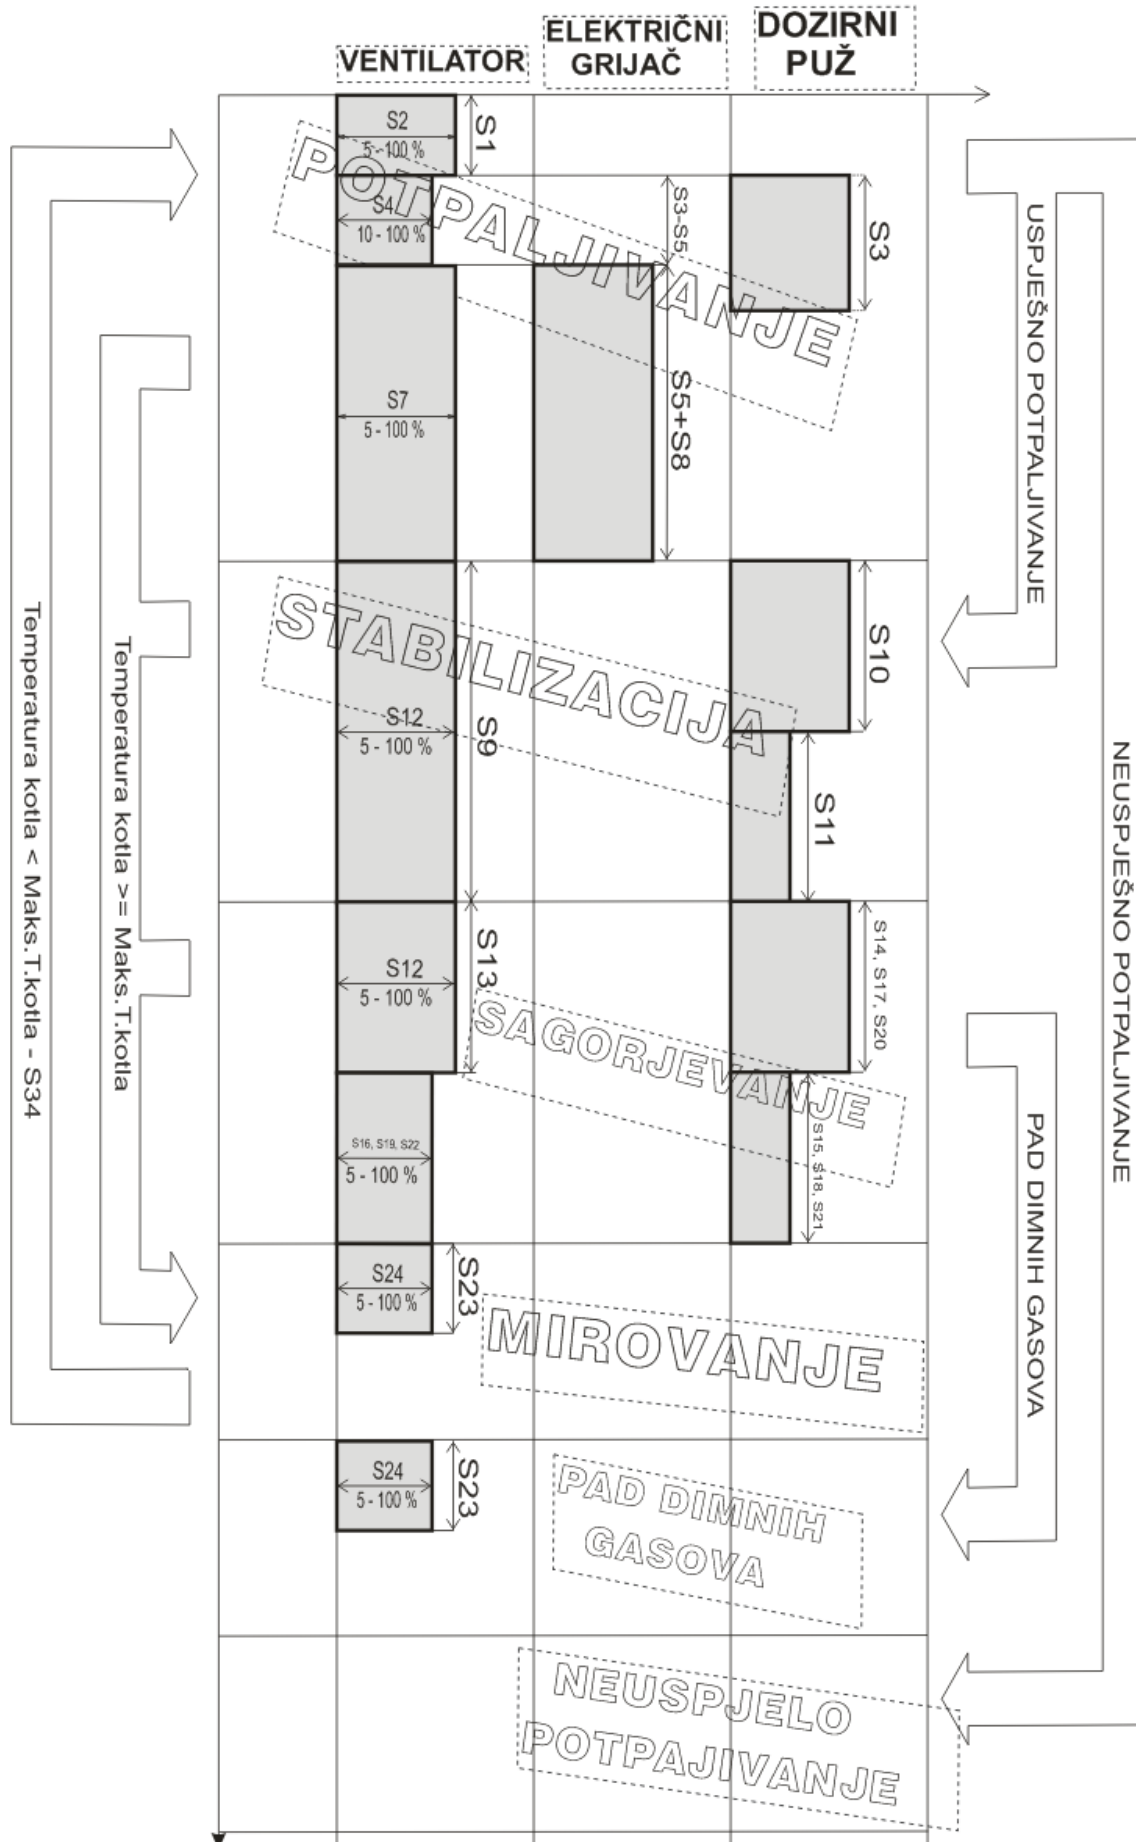 VENTILATOR
ELEKTRIČNI
GRIJAČ
DOZIRNI
PUŽ
S2
5 - 100 %
S1
POTPALJIVANJE
S4
10 - 100 %
S3-S5
S3
S7
5 - 100 %
S5+S8
USPJEŠNO POTPALJIVANJE
STABILIZACIJA
S12
5 - 100 %
S9
S10
S11
S12
5 - 100 %
S13
S14, S17, S20
SAGORJEVANJE
S16, S19, S22
5 - 100 %
S15, S18, S21
S24
5 - 100 %
S23
MIROVANJE
S24
5 - 100 %
S23
PAD DIMNIH
GASOVA
NEUSPJELO
POTPAJIVANJE
Temperatura kotla < Maks.T.kotla - S34
Temperatura kotla >= Maks.T.kotla
NEUSPJEŠNO POTPALJIVANJE
PAD DIMNIH GASOVA